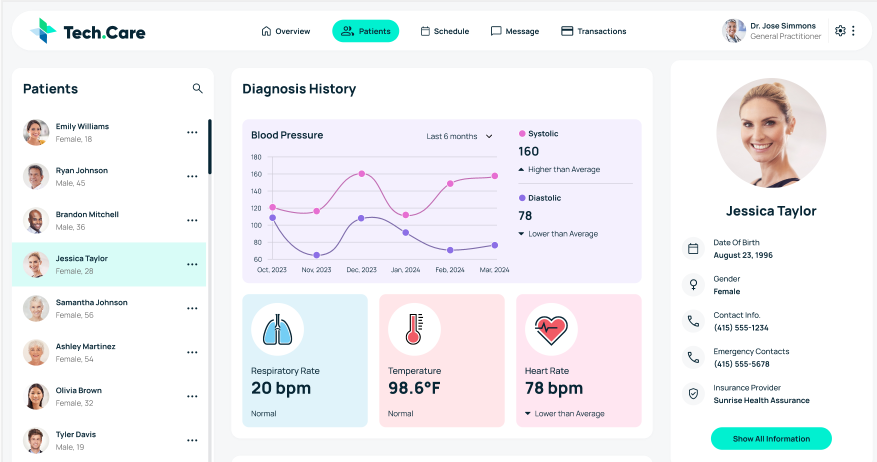 Tech.Care
Overview
Patients
Schedule
Message
Transactions
Dr. Jose Simmons
General Practitioner
Patients
Emily Williams
Female, 18
Ryan Johnson
Male, 45
Brandon Mitchell
Male, 36
Jessica Taylor
Female, 28
Samantha Johnson
Female, 56
Ashley Martinez
Female, 54
Olivia Brown
Female, 32
Tyler Davis
Male, 19
Diagnosis History
Blood Pressure
Last 6 months
180
160
140
120
100
80
60
Oct, 2023
Nov, 2023
Dec, 2023
Jan, 2024
Feb, 2024
Mar, 2024
Systolic
160
Higher than Average
Diastolic
78
Lower than Average
Respiratory Rate
20 bpm
Normal
Temperature
98.6°F
Normal
Heart Rate
78 bpm
Lower than Average
Jessica Taylor
Date Of Birth
August 23, 1996
Gender
Female
Contact Info.
(415) 555-1234
Emergency Contacts
(415) 555-5678
Insurance Provider
Sunrise Health Assurance
Show All Information